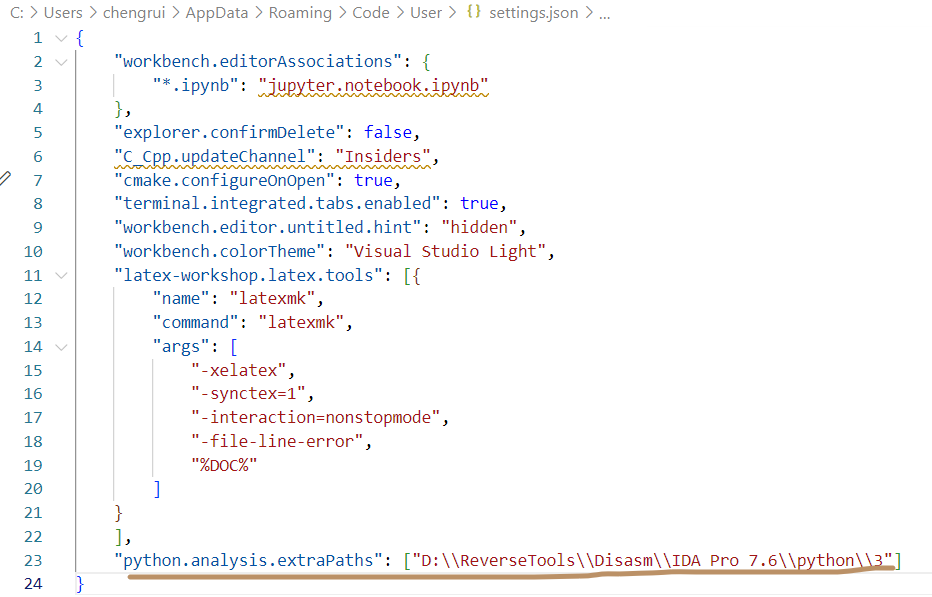 C: > Users > chengrui > AppData > Roaming > Code > User > {} settings.json > ...
1 {
2 "workbench.editorAssociations": {
3 "*.ipynb": "jupyter.notebook.ipynb"
4 },
5 "explorer.confirmDelete": false,
6 "C_Cpp.updateChannel": "Insiders",
7 "cmake.configureOnOpen": true,
8 "terminal.integrated.tabs.enabled": true,
9 "workbench.editor.untitled.hint": "hidden",
10 "workbench.colorTheme": "Visual Studio Light",
11 "latex-workshop.latex.tools": [{
12 "name": "latexmk",
13 "command": "latexmk",
14 "args": [
15 "-xelatex",
16 "-synctex=1",
17 "-interaction=nonstopmode",
18 "-file-line-error",
19 "%DOC%"
20 ]
21 }
22 ],
23 "python.analysis.extraPaths": ["D:\\ReverseTools\\Disasm\\IDA Pro 7.6\\python\\3"]
24 }